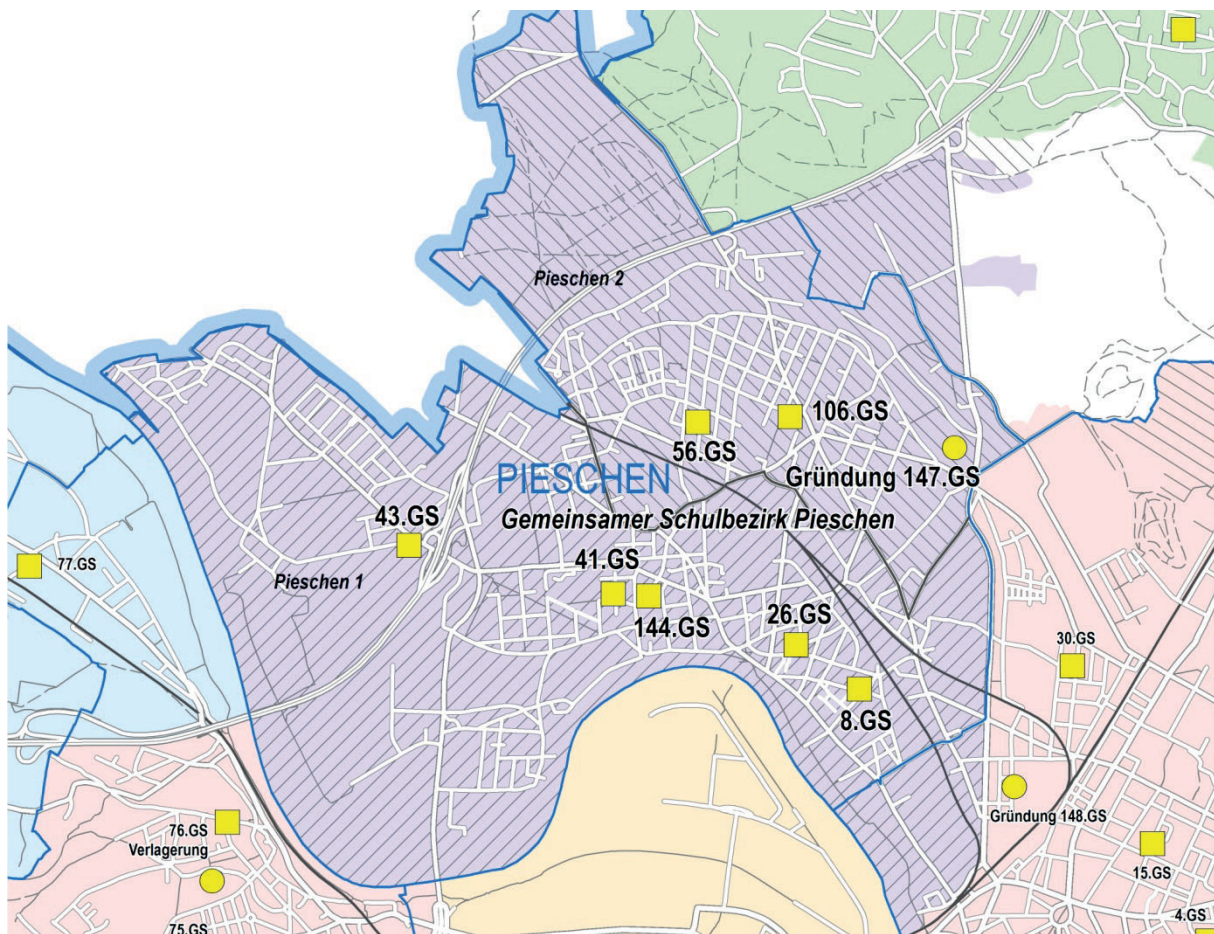 Pieschen 2
106.GS
56.GS
Gründung 147.GS
PIESCHEN
Gemeinsamer Schulbezirk Pieschen
43.GS
41.GS
77.GS
Pieschen 1
144.GS
26.GS
30.GS
8.GS
Gründung 148.GS
76.GS
Verlagerung
15.GS
4.GS
75.GS